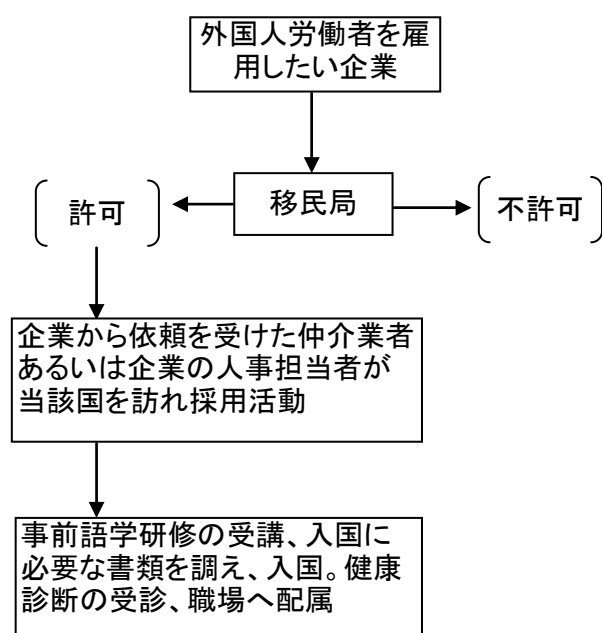 外国人労働者を雇
用したい企業
許可
移民局
不許可
企業から依頼を受けた仲介業者
あるいは企業の人事担当者が
当該国を訪れ採用活動
事前語学研修の受講、入国に
必要な書類を調え、入国。健康
診断の受診、職場へ配属